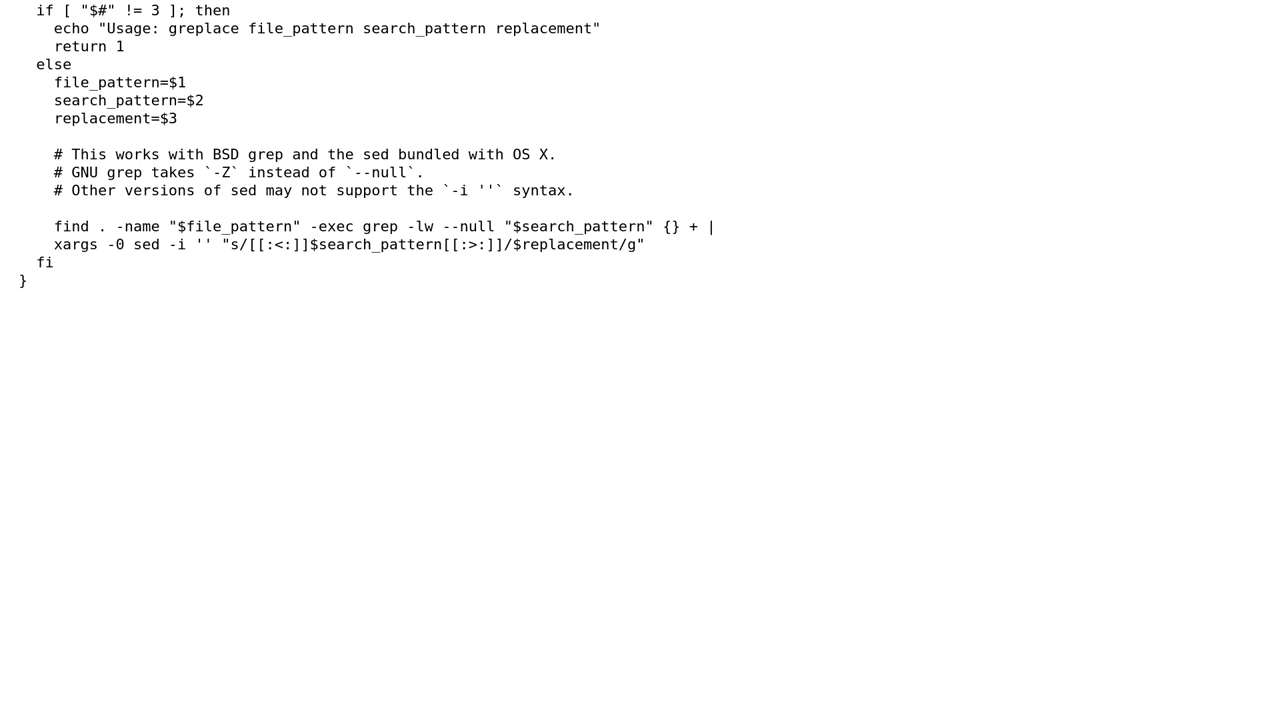 if [ "$#" != 3 ]; then
echo "Usage: greplace file_pattern search_pattern replacement"
return 1
else
file_pattern=$1
search_pattern=$2
replacement=$3
# This works with BSD grep and the sed bundled with OS X.
# GNU grep takes `-Z` instead of `--null`.
# Other versions of sed may not support the `-i ''` syntax.
find . -name "$file_pattern" -exec grep -lw --null "$search_pattern" {} + |
xargs -0 sed -i '' "s/[[:<:]]$search_pattern[[:>:]]/$replacement/g"
fi
}